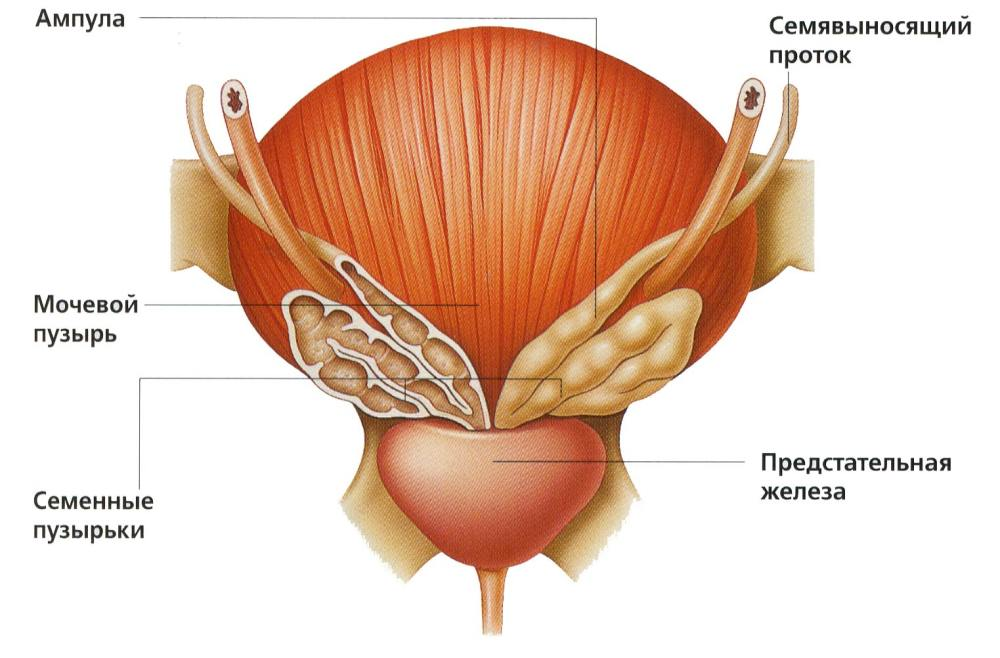 Ампула
Семявыносящий
проток
Мочевой
пузырь
Предстательная
железа
Семенные
пузырьки